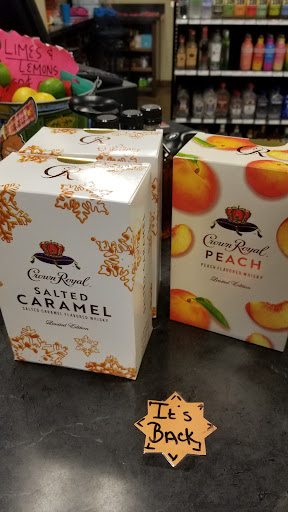 LIMES &
LEMONS
Crown Royal
SALTED
CARAMEL
SALTED CARAMEL FLAVORED WHISKY
Limited Edition
Crown Royal
PEACH
PEACH FLAVORED WHISKY
Limited Edition
It's
BACK